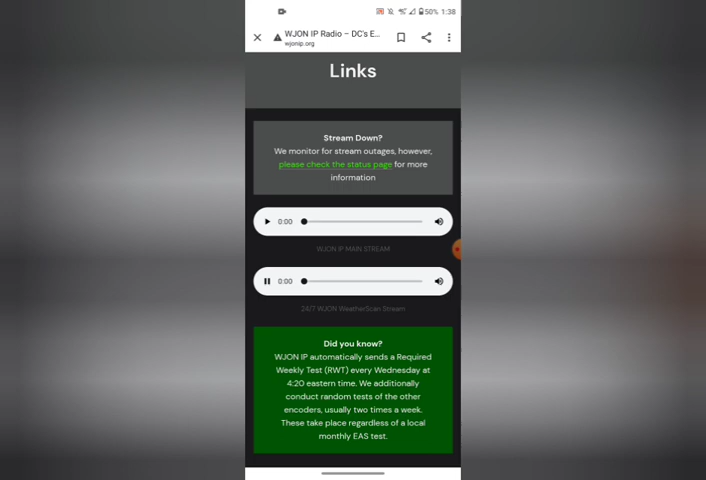 50% 1:38
WJON IP Radio – DC's E...
wjonip.org
Links
Stream Down?
We monitor for stream outages, however,
please check the status page for more
information
0:00
WJON IP MAIN STREAM
0:00
24/7 WJON WeatherScan Stream
Did you know?
WJON IP automatically sends a Required
Weekly Test (RWT) every Wednesday at
4:20 eastern time. We additionally
conduct random tests of the other
encoders, usually two times a week.
These take place regardless of a local
monthly EAS test.